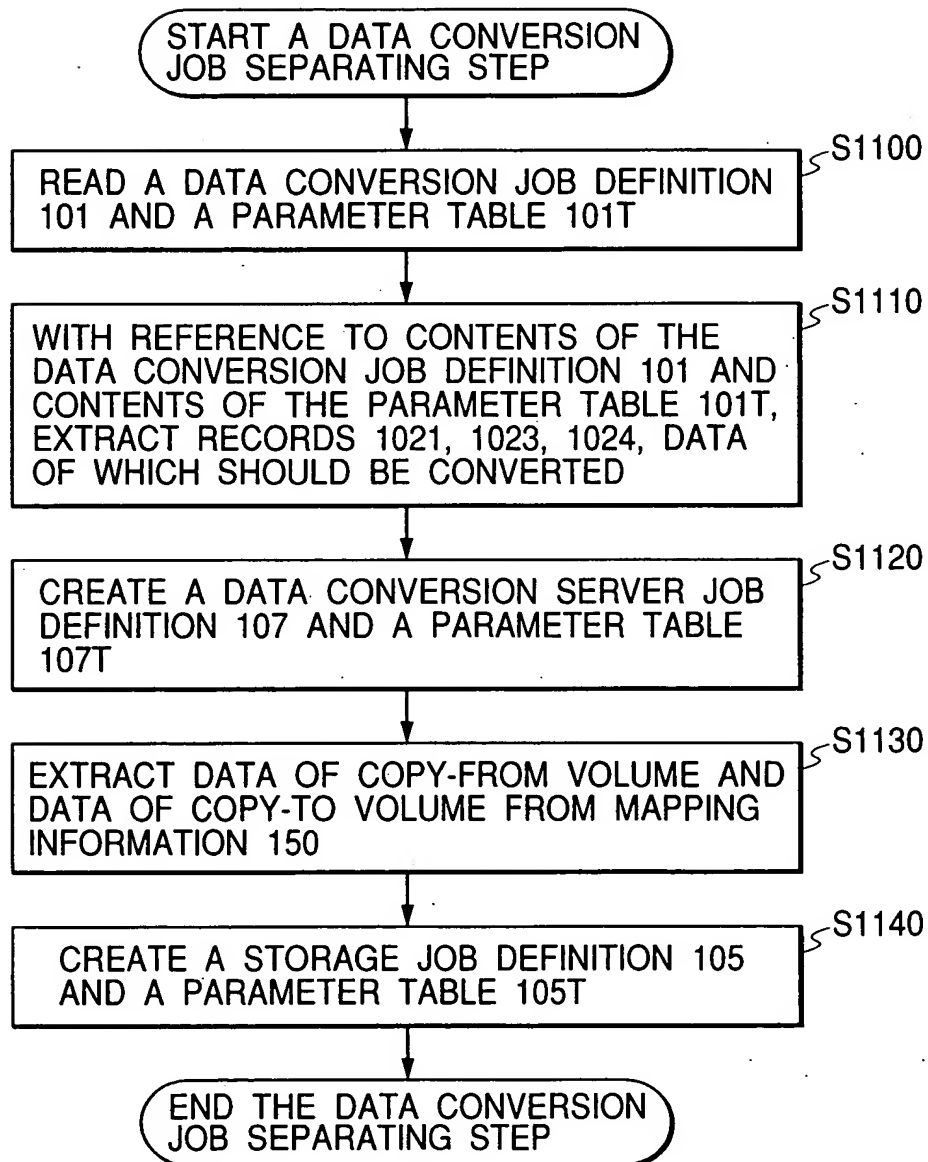 START A DATA CONVERSION
JOB SEPARATING STEP
S1100
READ A DATA CONVERSION JOB DEFINITION
101 AND A PARAMETER TABLE 101T
S1110
WITH REFERENCE TO CONTENTS OF THE
DATA CONVERSION JOB DEFINITION 101 AND
CONTENTS OF THE PARAMETER TABLE 101T,
EXTRACT RECORDS 1021, 1023, 1024, DATA
OF WHICH SHOULD BE CONVERTED
S1120
CREATE A DATA CONVERSION SERVER JOB
DEFINITION 107 AND A PARAMETER TABLE
107T
S1130
EXTRACT DATA OF COPY-FROM VOLUME AND
DATA OF COPY-TO VOLUME FROM MAPPING
INFORMATION 150
S1140
CREATE A STORAGE JOB DEFINITION 105
AND A PARAMETER TABLE 105T
END THE DATA CONVERSION
JOB SEPARATING STEP